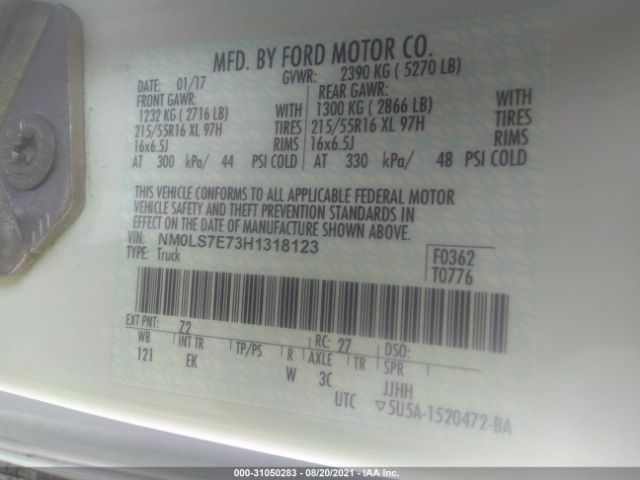 MFD. BY FORD MOTOR CO.
DATE: 01/17 GVWR: 2390 KG ( 5270 LB)
FRONT GAWR: REAR GAWR:
1232 KG ( 2716 LB) WITH 1300 KG ( 2866 LB) WITH
215/55R16 XL 97H TIRES 215/55R16 XL 97H TIRES
16x6.5J RIMS 16x6.5J RIMS
AT 300 kPa/ 44 PSI COLD AT 330 kPa/ 48 PSI COLD
THIS VEHICLE CONFORMS TO ALL APPLICABLE FEDERAL MOTOR
VEHICLE SAFETY AND THEFT PREVENTION STANDARDS IN
EFFECT ON THE DATE OF MANUFACTURE SHOWN ABOVE.
VIN: NM0LS7E73H1318123 F0362
TYPE: Truck T0776
EXT PNT: 72 RC: 27 DSO:
WB INT TR TP/PS R AXLE TR SPR
121 EK W 3C JJHH
UTC ▽5U5A-1520472-BA
000-31050283 - 08/20/2021 - IAA Inc.